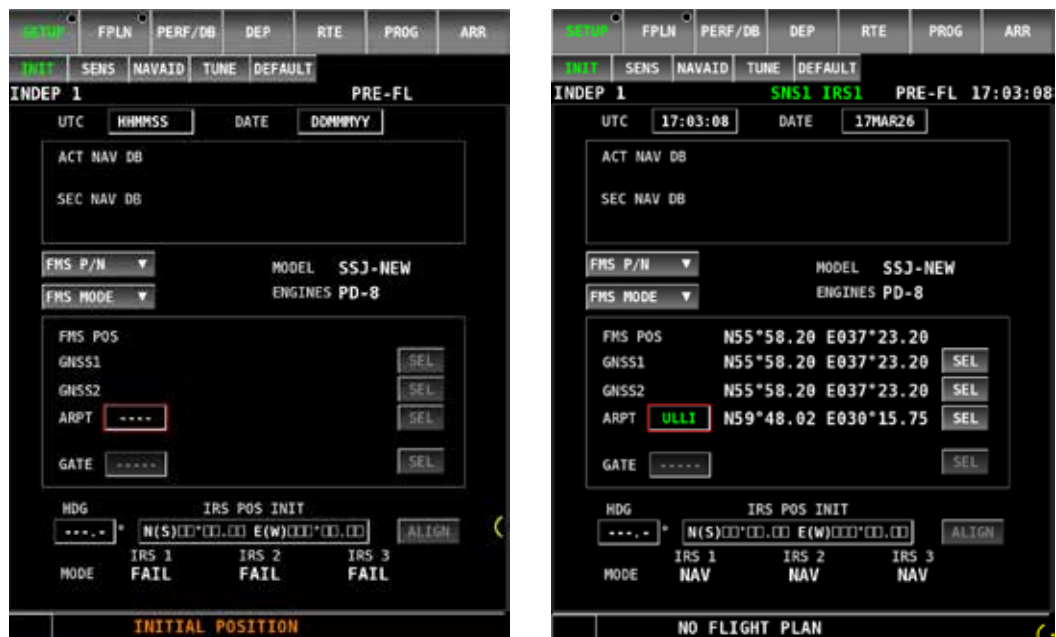 SETUP FPLN PERF/DB DEP RTE PROG ARR
INIT SENS NAVAID TUNE DEFAULT
INDEP 1 PRE-FL
UTC HHMMSS DATE DDMMMYY
ACT NAV DB
SEC NAV DB
FMS P/N ▼
MODEL SSJ-NEW
FMS MODE ▼
ENGINES PD-8
FMS POS
GNSS1 SEL
GNSS2 SEL
ARPT ---- SEL
GATE ----- SEL
HDG IRS POS INIT
---.-° N(S)□□°□□.□□ E(W)□□□°□□.□□ ALIGN
IRS 1 IRS 2 IRS 3
MODE FAIL FAIL FAIL
INITIAL POSITION
SETUP FPLN PERF/DB DEP RTE PROG ARR
INIT SENS NAVAID TUNE DEFAULT
INDEP 1 SNS1 IRS1 PRE-FL 17:03:08
UTC 17:03:08 DATE 17MAR26
ACT NAV DB
SEC NAV DB
FMS P/N ▼
MODEL SSJ-NEW
FMS MODE ▼
ENGINES PD-8
FMS POS N55°58.20 E037°23.20
GNSS1 N55°58.20 E037°23.20 SEL
GNSS2 N55°58.20 E037°23.20 SEL
ARPT ULLI N59°48.02 E030°15.75 SEL
GATE ----- SEL
HDG IRS POS INIT
---.-° N(S)□□°□□.□□ E(W)□□□°□□.□□ ALIGN
IRS 1 IRS 2 IRS 3
MODE NAV NAV NAV
NO FLIGHT PLAN